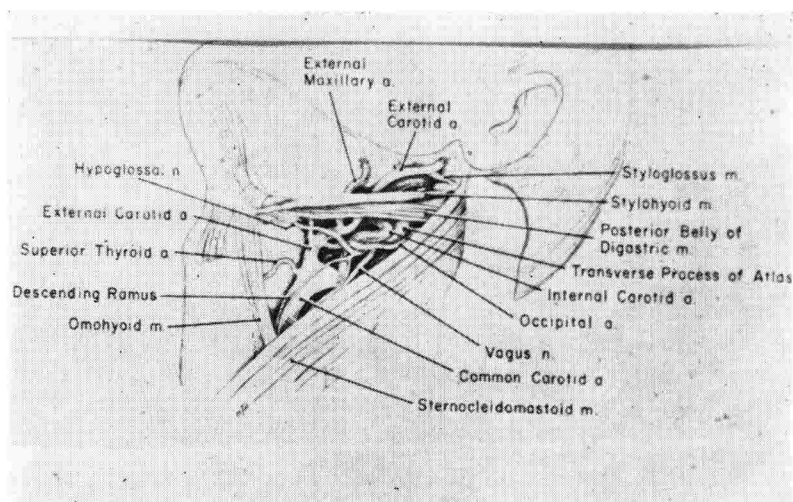 External
Maxillary a.
External
Carotid a
Hypoglossal n
External Carotid a
Superior Thyroid a
Descending Ramus
Omohyoid m.
Styloglossus m.
Stylohyoid m.
Posterior Belly of
Digastric m.
Transverse Process of Atlas
Internal Carotid a.
Occipital a.
Vagus n.
Common Carotid a
Sternocleidomastoid m.